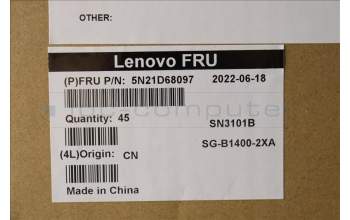 OTHER:
Lenovo FRU
(P)FRU P/N: 5N21D68097 2022-06-18
Quantity: 45 SN3101B
SG-B1400-2XA
(4L)Origin: CN
Made in China